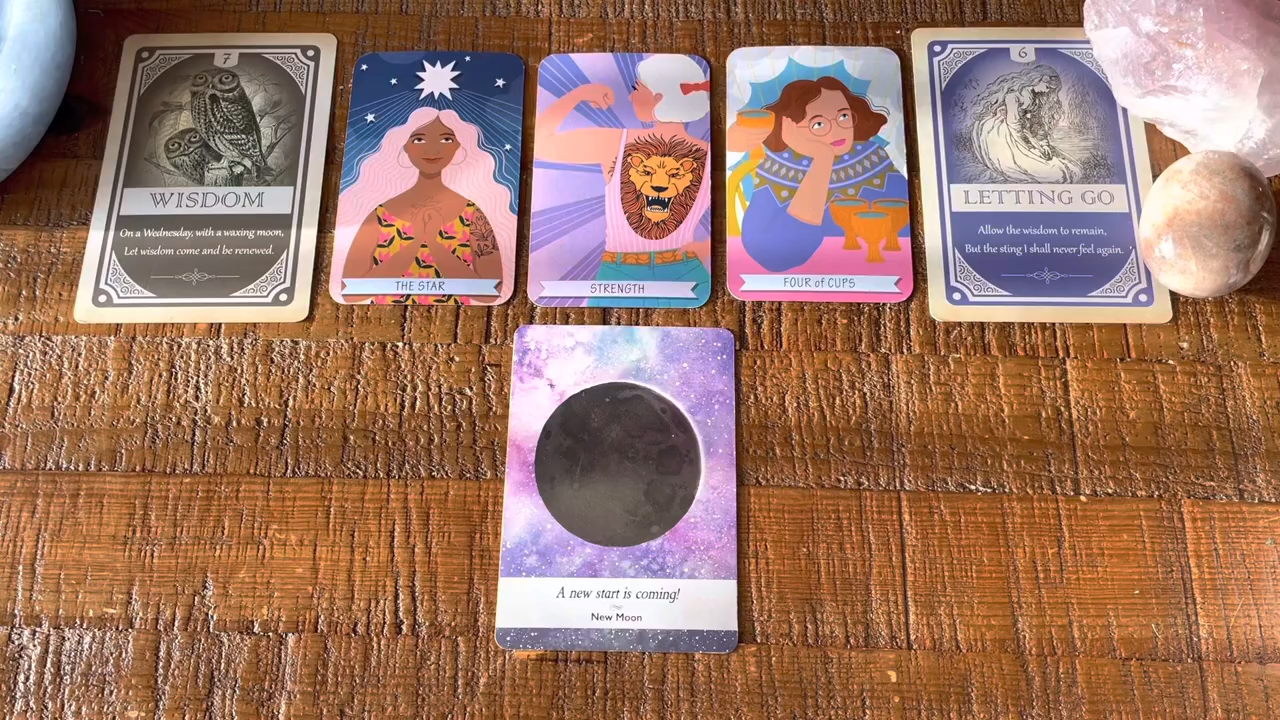 7
WISDOM
On a Wednesday, with a waxing moon,
Let wisdom come and be renewed.
THE STAR
STRENGTH
FOUR of CUPS
6
LETTING GO
Allow the wisdom to remain,
But the sting I shall never feel again.
A new start is coming!
New Moon